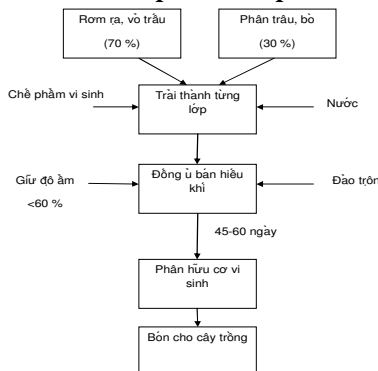 Rơm rạ, vỏ trấu
(70 %)
Phân trâu, bò
(30 %)
Chế phẩm vi sinh
Trải thành từng
lớp
Nước
Giữ độ ẩm
<60 %
Đống ủ bán hiếu
khí
Đảo trộn
45-60 ngày
Phân hữu cơ vi
sinh
Bón cho cây trồng